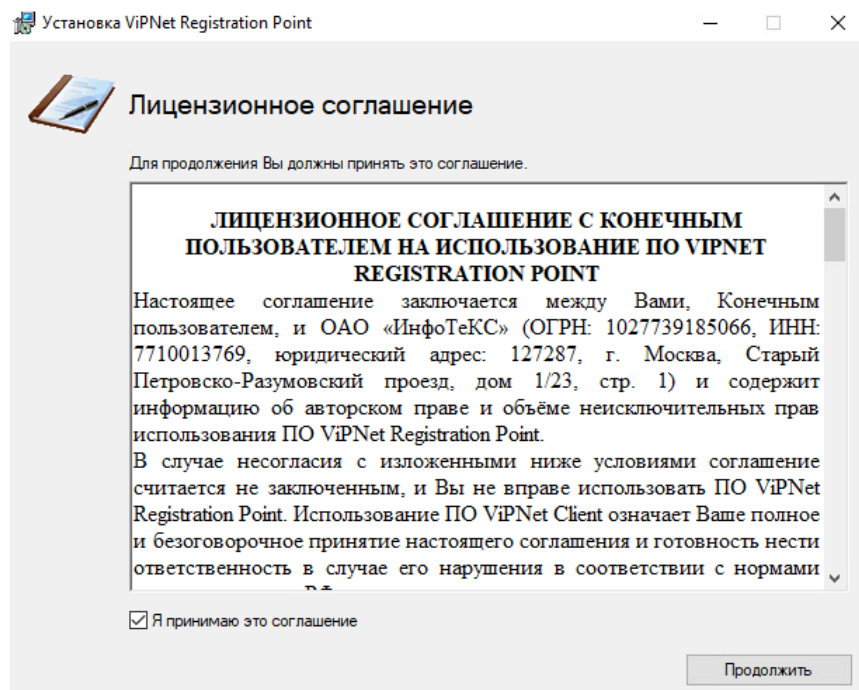 Установка ViPNet Registration Point
Лицензионное соглашение
Для продолжения Вы должны принять это соглашение.
ЛИЦЕНЗИОННОЕ СОГЛАШЕНИЕ С КОНЕЧНЫМ
ПОЛЬЗОВАТЕЛЕМ НА ИСПОЛЬЗОВАНИЕ ПО VIPNET
REGISTRATION POINT
Настоящее соглашение заключается между Вами, Конечным
пользователем, и ОАО «ИнфоТеКС» (ОГРН: 1027739185066, ИНН:
7710013769, юридический адрес: 127287, г. Москва, Старый
Петровско-Разумовский проезд, дом 1/23, стр. 1) и содержит
информацию об авторском праве и объёме неисключительных прав
использования ПО ViPNet Registration Point.
В случае несогласия с изложенными ниже условиями соглашение
считается не заключенным, и Вы не вправе использовать ПО ViPNet
Registration Point. Использование ПО ViPNet Client означает Ваше полное
и безоговорочное принятие настоящего соглашения и готовность нести
ответственность в случае его нарушения в соответствии с нормами
Я принимаю это соглашение
Продолжить